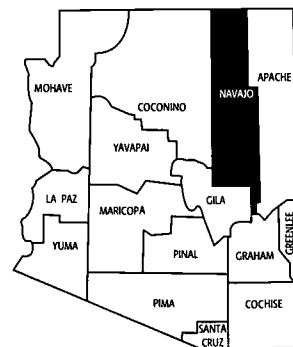 MOHAVE
COCONINO
NAVAJO
APACHE
YAVAPAI
LA PAZ
MARICOPA
GILA
YUMA
PINAL
GRAHAM
GREENLEE
PIMA
COCHISE
SANTA
CRUZ